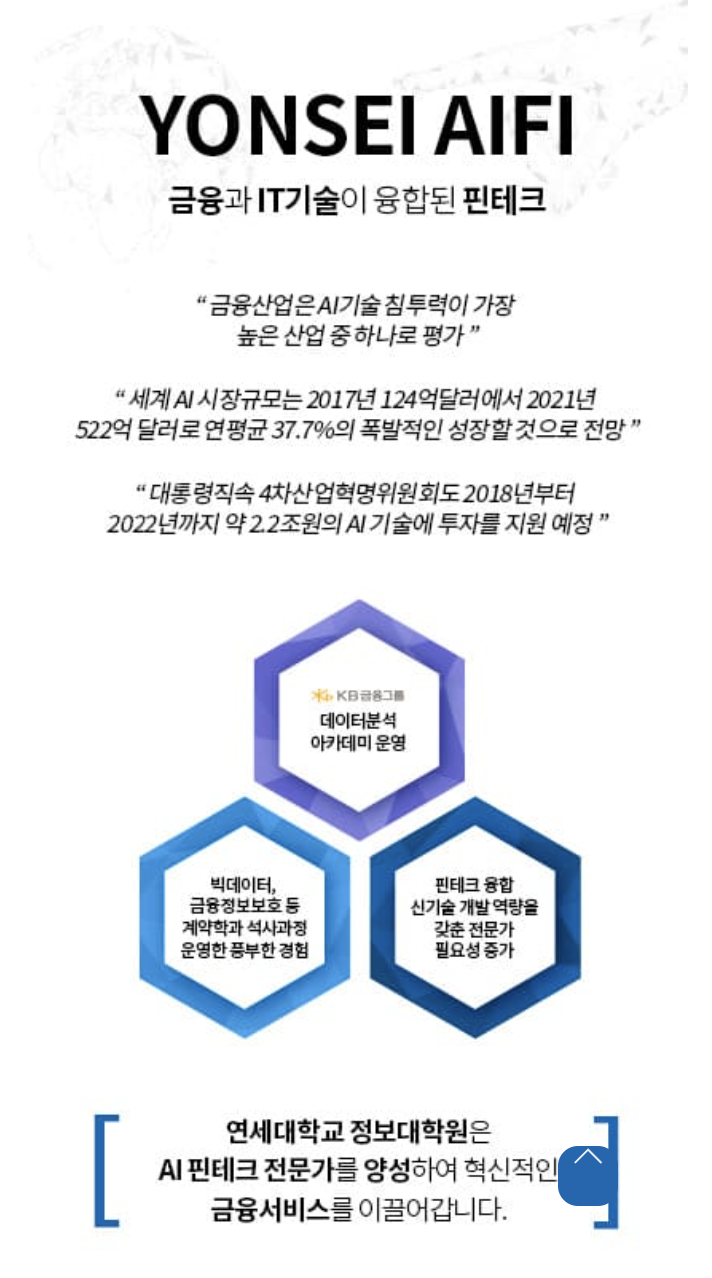 YONSEI AIFI
금융과 IT기술이 융합된 핀테크
“ 금융산업은 AI기술 침투력이 가장
높은 산업 중 하나로 평가 ”
“ 세계 AI 시장규모는 2017년 124억달러에서 2021년
522억 달러로 연평균 37.7%의 폭발적인 성장할 것으로 전망 ”
“ 대통령직속 4차산업혁명위원회도 2018년부터
2022년까지 약 2.2조원의 AI 기술에 투자를 지원 예정 ”
KB금융그룹
데이터분석
아카데미 운영
빅데이터,
금융정보보호 등
계약학과 석사과정
운영한 풍부한 경험
핀테크 융합
신기술 개발 역량을
갖춘 전문가
필요성 증가
연세대학교 정보대학원은
AI 핀테크 전문가를 양성하여 혁신적인
금융서비스를 이끌어갑니다.